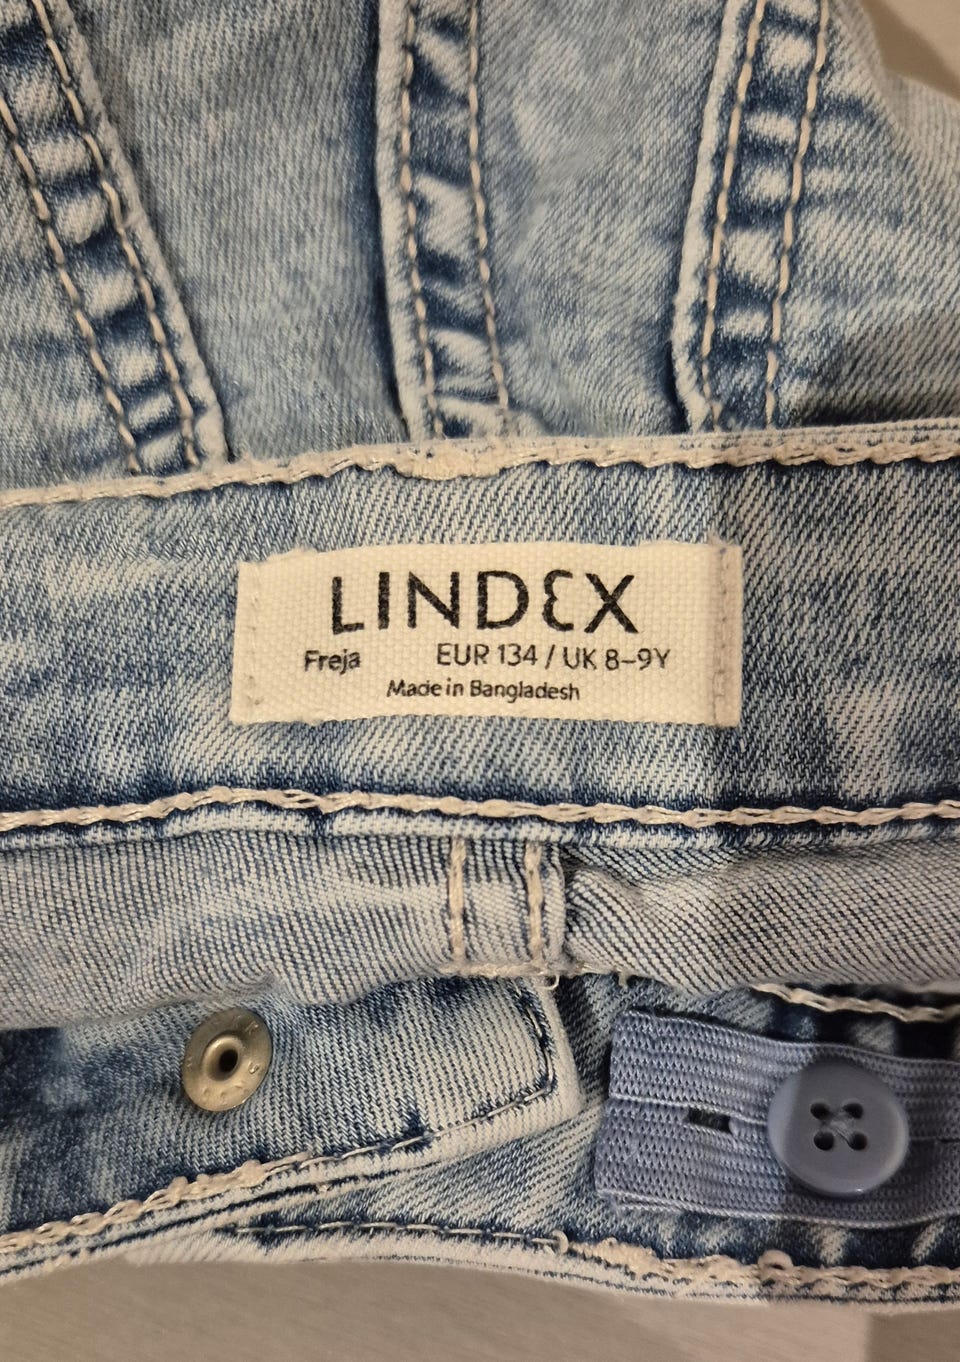 LINDEX
Freja EUR 134 / UK 8–9Y
Made in Bangladesh